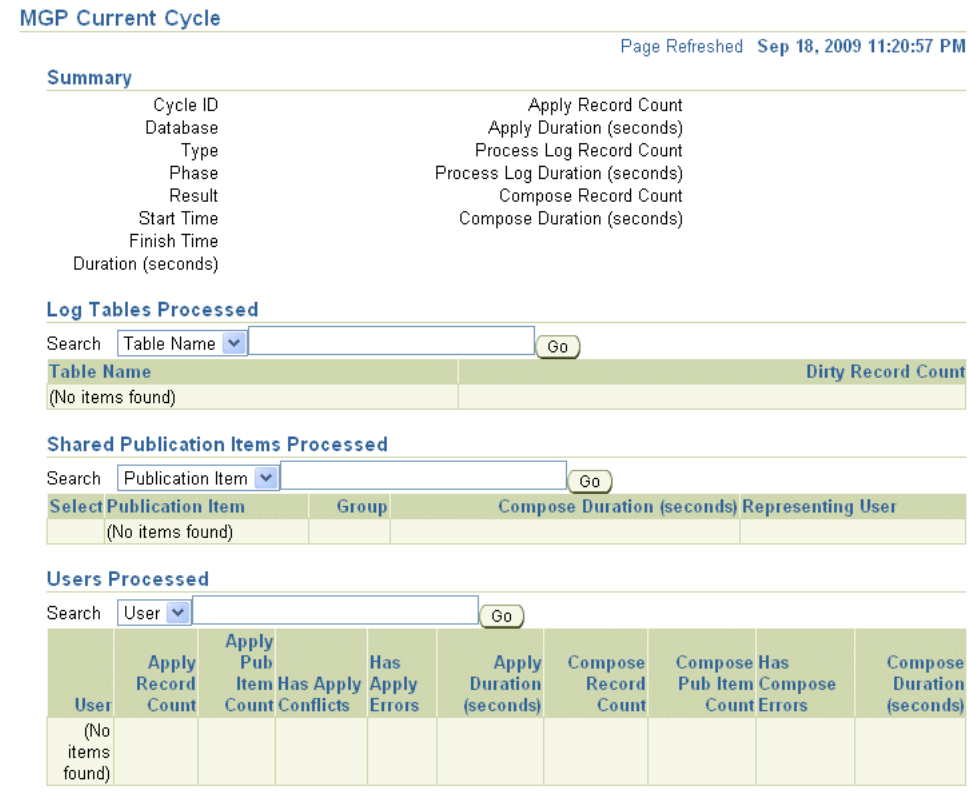 MGP Current Cycle
Page Refreshed Sep 18, 2009 11:20:57 PM
Summary
Cycle ID
Database
Type
Phase
Result
Start Time
Finish Time
Duration (seconds)
Apply Record Count
Apply Duration (seconds)
Process Log Record Count
Process Log Duration (seconds)
Compose Record Count
Compose Duration (seconds)
Log Tables Processed
Search Table Name Go
Table Name Dirty Record Count
(No items found)
Shared Publication Items Processed
Search Publication Item Go
Select Publication Item Group Compose Duration (seconds) Representing User
(No items found)
Users Processed
Search User Go
User
Apply
Record
Count
Apply
Pub
Item
Count
Has Apply
Conflicts
Has
Apply
Errors
Apply
Duration
(seconds)
Compose
Record
Count
Compose
Pub Item
Count
Has
Compose
Errors
Compose
Duration
(seconds)
(No
items
found)